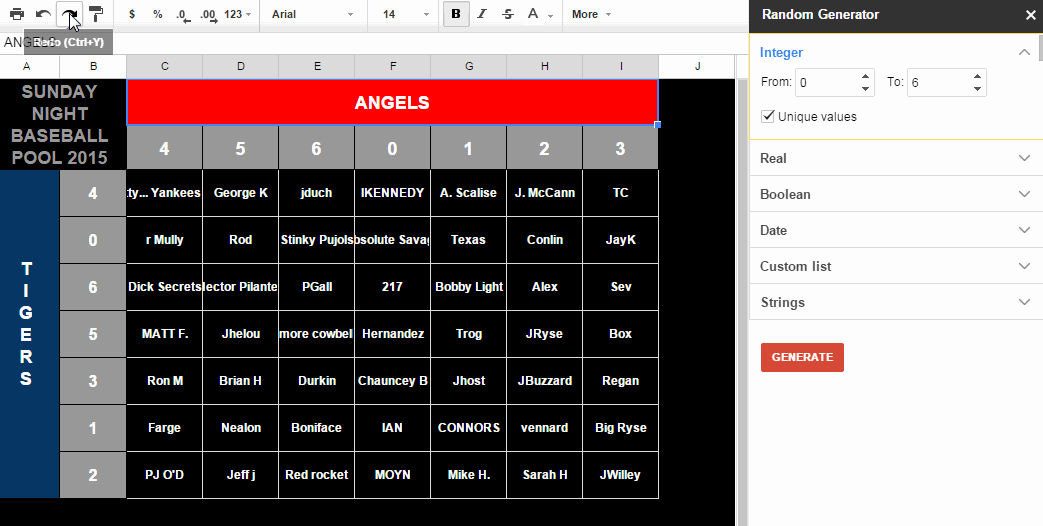 $ % .0 .00 123 Arial 14 B I S A More
Random Generator
ANGELS
Redo (Ctrl+Y)
A B C D E F G H I J
SUNDAY
NIGHT
BASEBALL
POOL 2015
ANGELS
4 5 6 0 1 2 3
TIGERS
4 ty... Yankees George K jduch IKENNEDY A. Scalise J. McCann TC
0 r Mully Rod Stinky Pujols bsolute Savag Texas Conlin JayK
6 Dick Secrets lector Pilante PGall 217 Bobby Light Alex Sev
5 MATT F. Jhelou more cowbell Hernandez Trog JRyse Box
3 Ron M Brian H Durkin Chauncey B Jhost JBuzzard Regan
1 Farge Nealon Boniface IAN CONNORS vennard Big Ryse
2 PJ O'D Jeff j Red rocket MOYN Mike H. Sarah H JWilley
Integer
From: 0 To: 6
Unique values
Real
Boolean
Date
Custom list
Strings
GENERATE